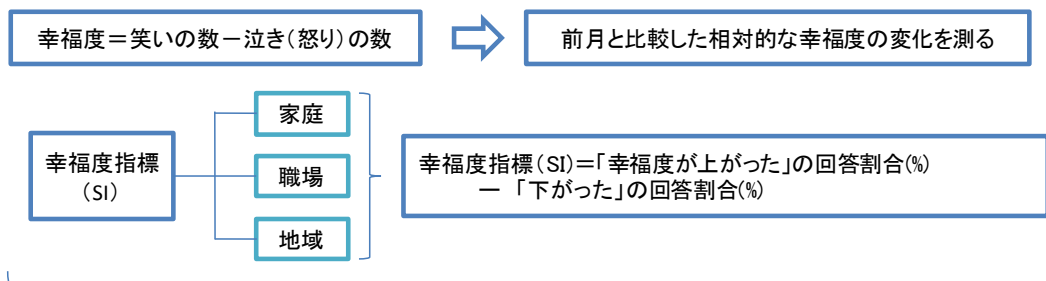 幸福度＝笑いの数－泣き（怒り）の数
前月と比較した相対的な幸福度の変化を測る
幸福度指標
（SI）
家庭
職場
地域
幸福度指標（SI）＝「幸福度が上がった」の回答割合(%)
－ 「下がった」の回答割合(%)